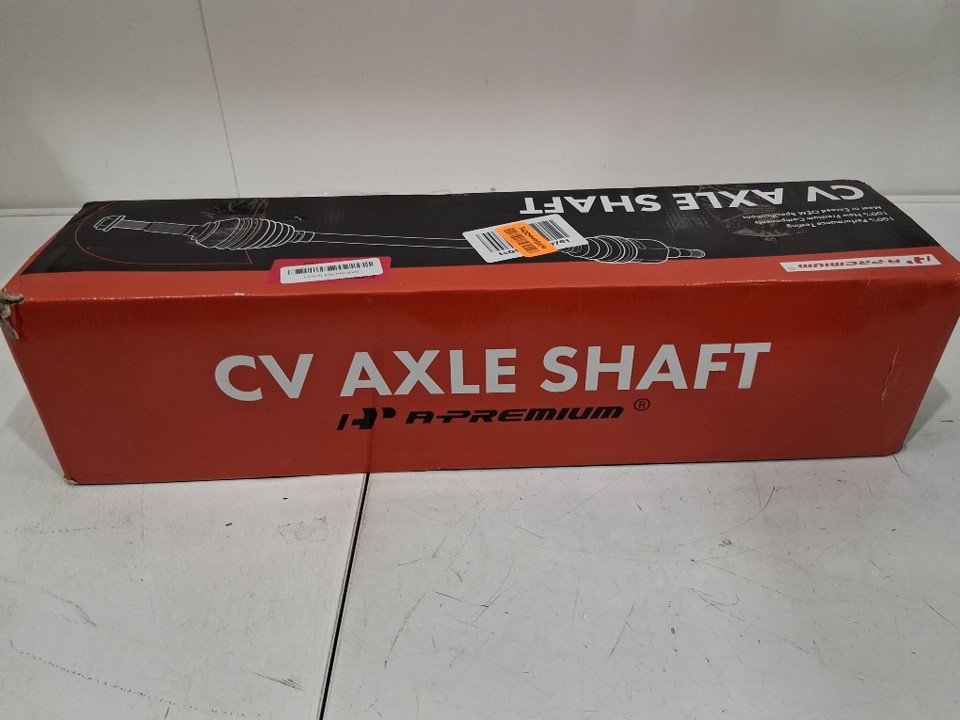 CV AXLE SHAFT
100% Performance Testing
100% New Premium Components
Meet or Exceed OEM Specifications
A-PREMIUM
CV AXLE SHAFT
A-PREMIUM ®